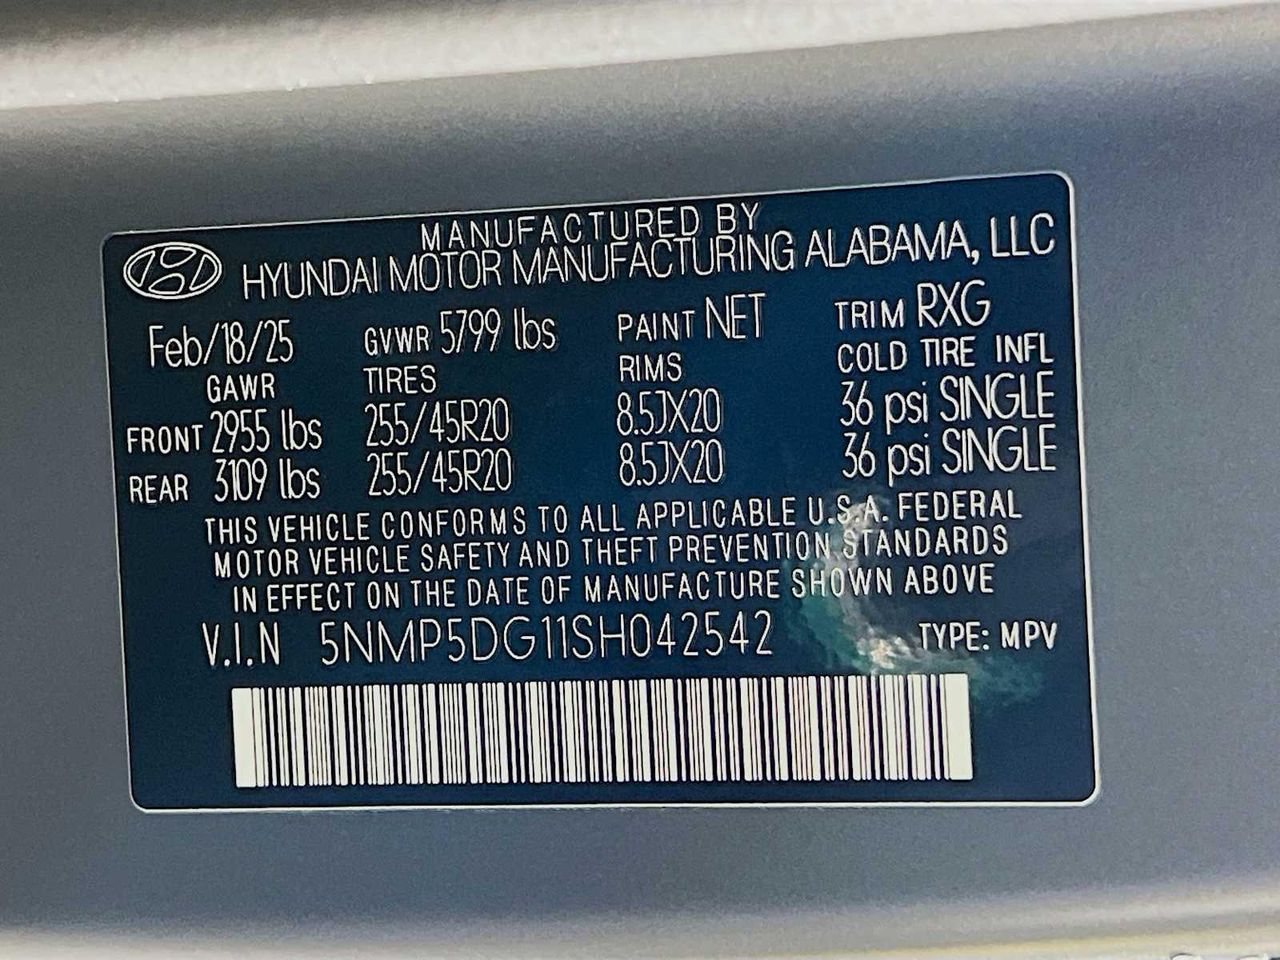 MANUFACTURED BY
HYUNDAI MOTOR MANUFACTURING ALABAMA, LLC
Feb/18/25 GVWR 5799 lbs PAINT NET TRIM RXG
GAWR TIRES RIMS COLD TIRE INFL
FRONT 2955 lbs 255/45R20 8.5JX20 36 psi SINGLE
REAR 3109 lbs 255/45R20 8.5JX20 36 psi SINGLE
THIS VEHICLE CONFORMS TO ALL APPLICABLE U.S.A. FEDERAL
MOTOR VEHICLE SAFETY AND THEFT PREVENTION STANDARDS
IN EFFECT ON THE DATE OF MANUFACTURE SHOWN ABOVE
V.I.N 5NMP5DG11SH042542 TYPE: MPV